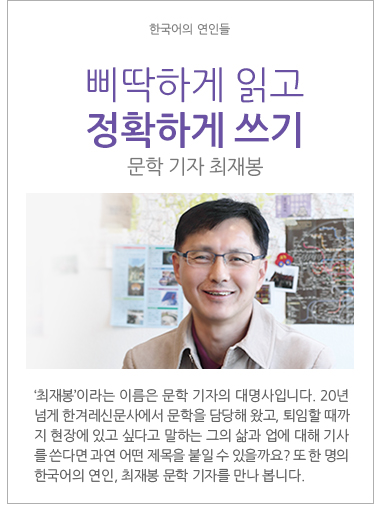 한국어의 연인들
삐딱하게 읽고
정확하게 쓰기
문학 기자 최재봉
‘최재봉’이라는 이름은 문학 기자의 대명사입니다. 20년
넘게 한겨레신문사에서 문학을 담당해 왔고, 퇴임할 때까
지 현장에 있고 싶다고 말하는 그의 삶과 업에 대해 기사
를 쓴다면 과연 어떤 제목을 붙일 수 있을까요? 또 한 명의
한국어의 연인, 최재봉 문학 기자를 만나 봅니다.